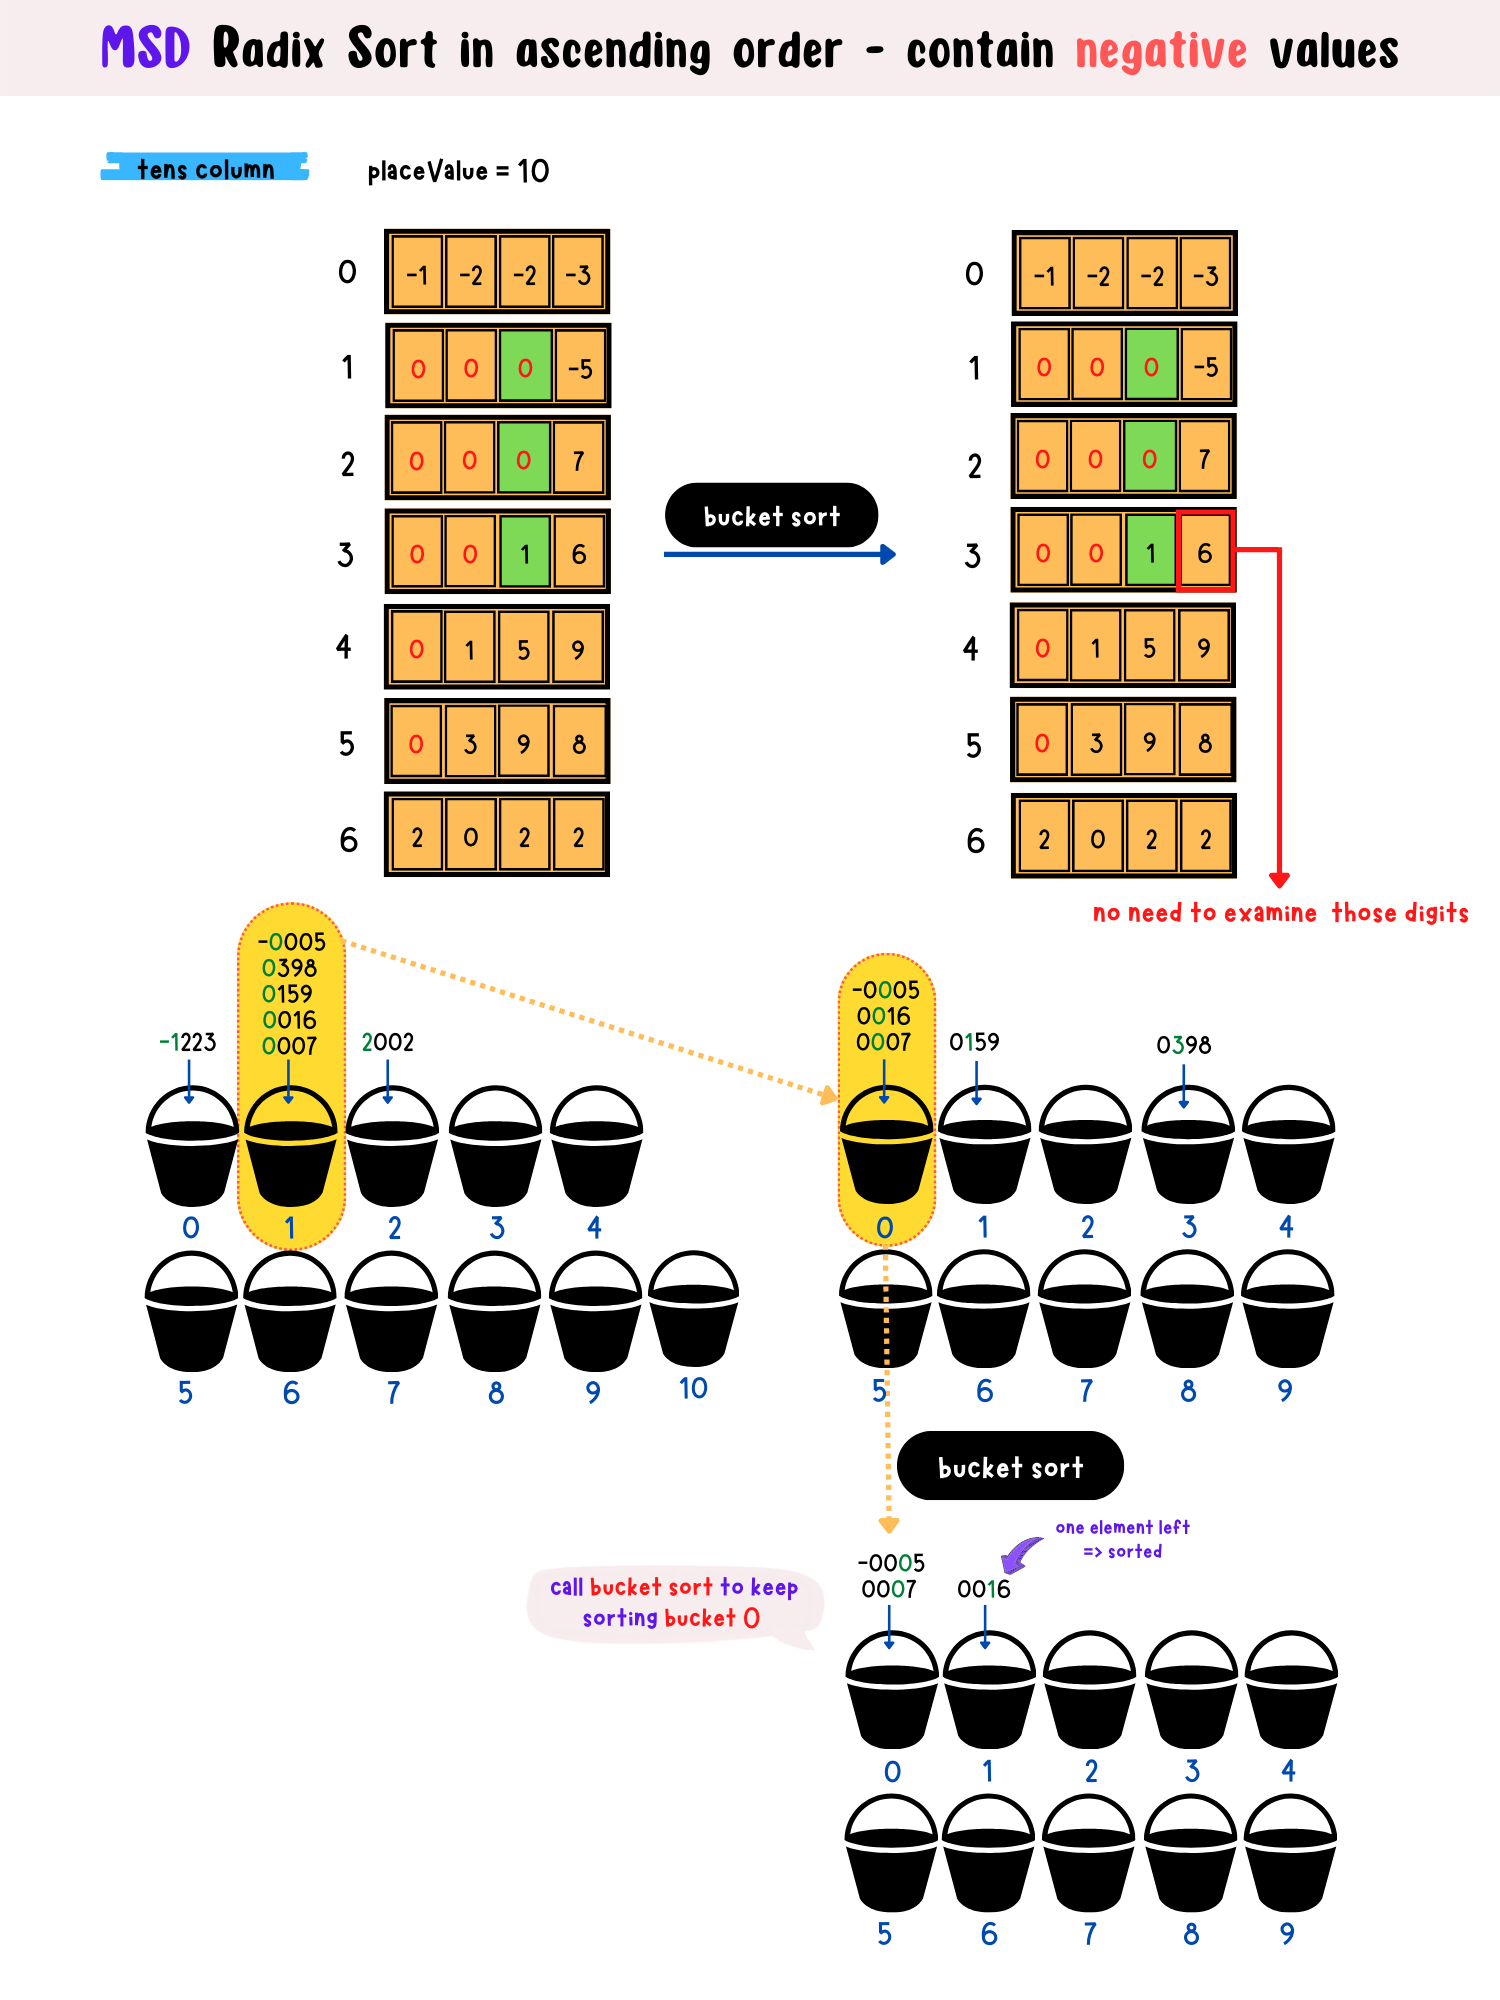 MSD Radix Sort in ascending order - contain negative values
tens column placeValue = 10
0 -1 -2 -2 -3
1 0 0 0 -5
2 0 0 0 7
3 0 0 1 6
4 0 1 5 9
5 0 3 9 8
6 2 0 2 2
bucket sort
0 -1 -2 -2 -3
1 0 0 0 -5
2 0 0 0 7
3 0 0 1 6
4 0 1 5 9
5 0 3 9 8
6 2 0 2 2
no need to examine those digits
-0005
0398
0159
0016
-1223 0007 2002
0 1 2 3 4
5 6 7 8 9 10
-0005
0016
0007 0159 0398
0 1 2 3 4
5 6 7 8 9
bucket sort
one element left
=> sorted
call bucket sort to keep
sorting bucket 0
-0005
0007 0016
0 1 2 3 4
5 6 7 8 9